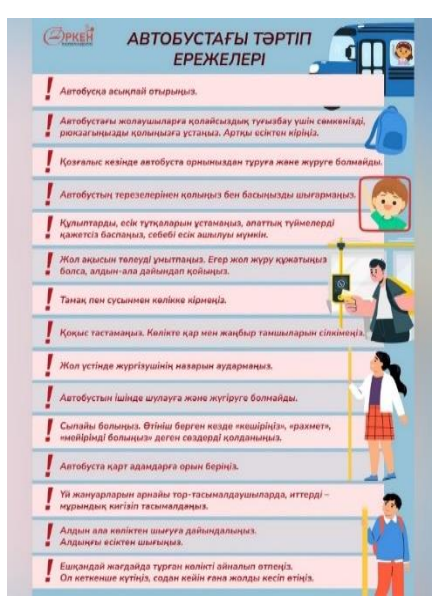 ӨРКЕН
АВТОБУСТАҒЫ ТӘРТІП
ЕРЕЖЕЛЕРІ
Автобусқа асықпай отырыңыз.
Автобустағы жолаушыларға қолайсыздық туғызбау үшін сөмкеңізді,
рюкзагыңызды қолыңызға ұстаңыз. Артқы есіктен кіріңіз.
Қозғалыс кезінде автобуста орныңыздан тұруға және жүруге болмайды.
Автобустың терезелерінен қолыңыз бен басыңызды шығармаңыз.
Құлыптарды, есік тұтқаларын ұстамаңыз, апаттық түймелерді
қажетсіз баспаңыз, себебі есік ашылуы мүмкін.
Жол ақысын төлеуді ұмытпаңыз. Егер жол жүру құжатыңыз
болса, алдын-ала дайындап қойыңыз.
Тамақ пен сусынмен көлікке кірмеңіз.
Қоқыс тастамаңыз. Көлікте қар мен жаңбыр тамшыларын сілкімеңіз.
Жол үстінде жүргізушінің назарын аудармаңыз.
Автобустын ішінде шулауға және жүгіруге болмайды.
Сыпайы болыңыз. Өтініш берген кезде «кешіріңіз», «рахмет»,
«мейірімді болыңыз» деген сөздерді қолданыңыз.
Автобуста қарт адамдарға орын беріңіз.
Үй жануарларын арнайы тор-тасымалдаушыларда, иттерді –
мұрындық кигізіп тасымалдаңыз.
Алдын ала көліктен шығуға дайындалыңыз.
Алдыңғы есіктен шығыңыз.
Ешқандай жағдайда тұрған көлікті айналып өтпеңіз.
Ол кеткенше күтіңіз, содан кейін ғана жолды кесіп өтіңіз.